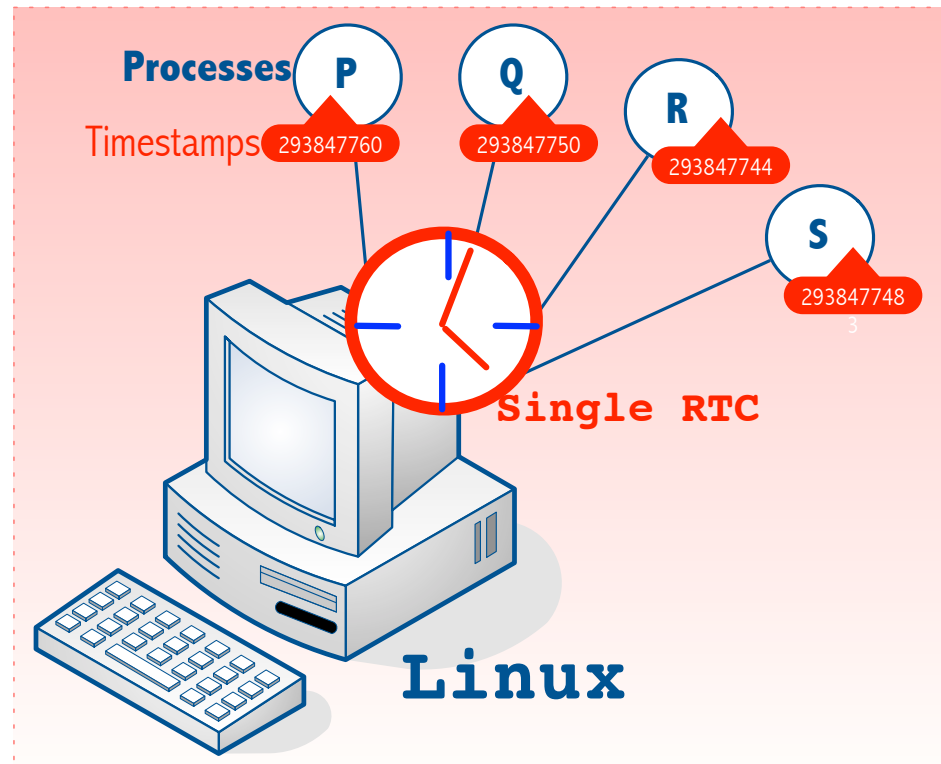 Processes
P
Q
R
S
Timestamps
293847760
293847750
293847744
293847748
3
Single RTC
Linux